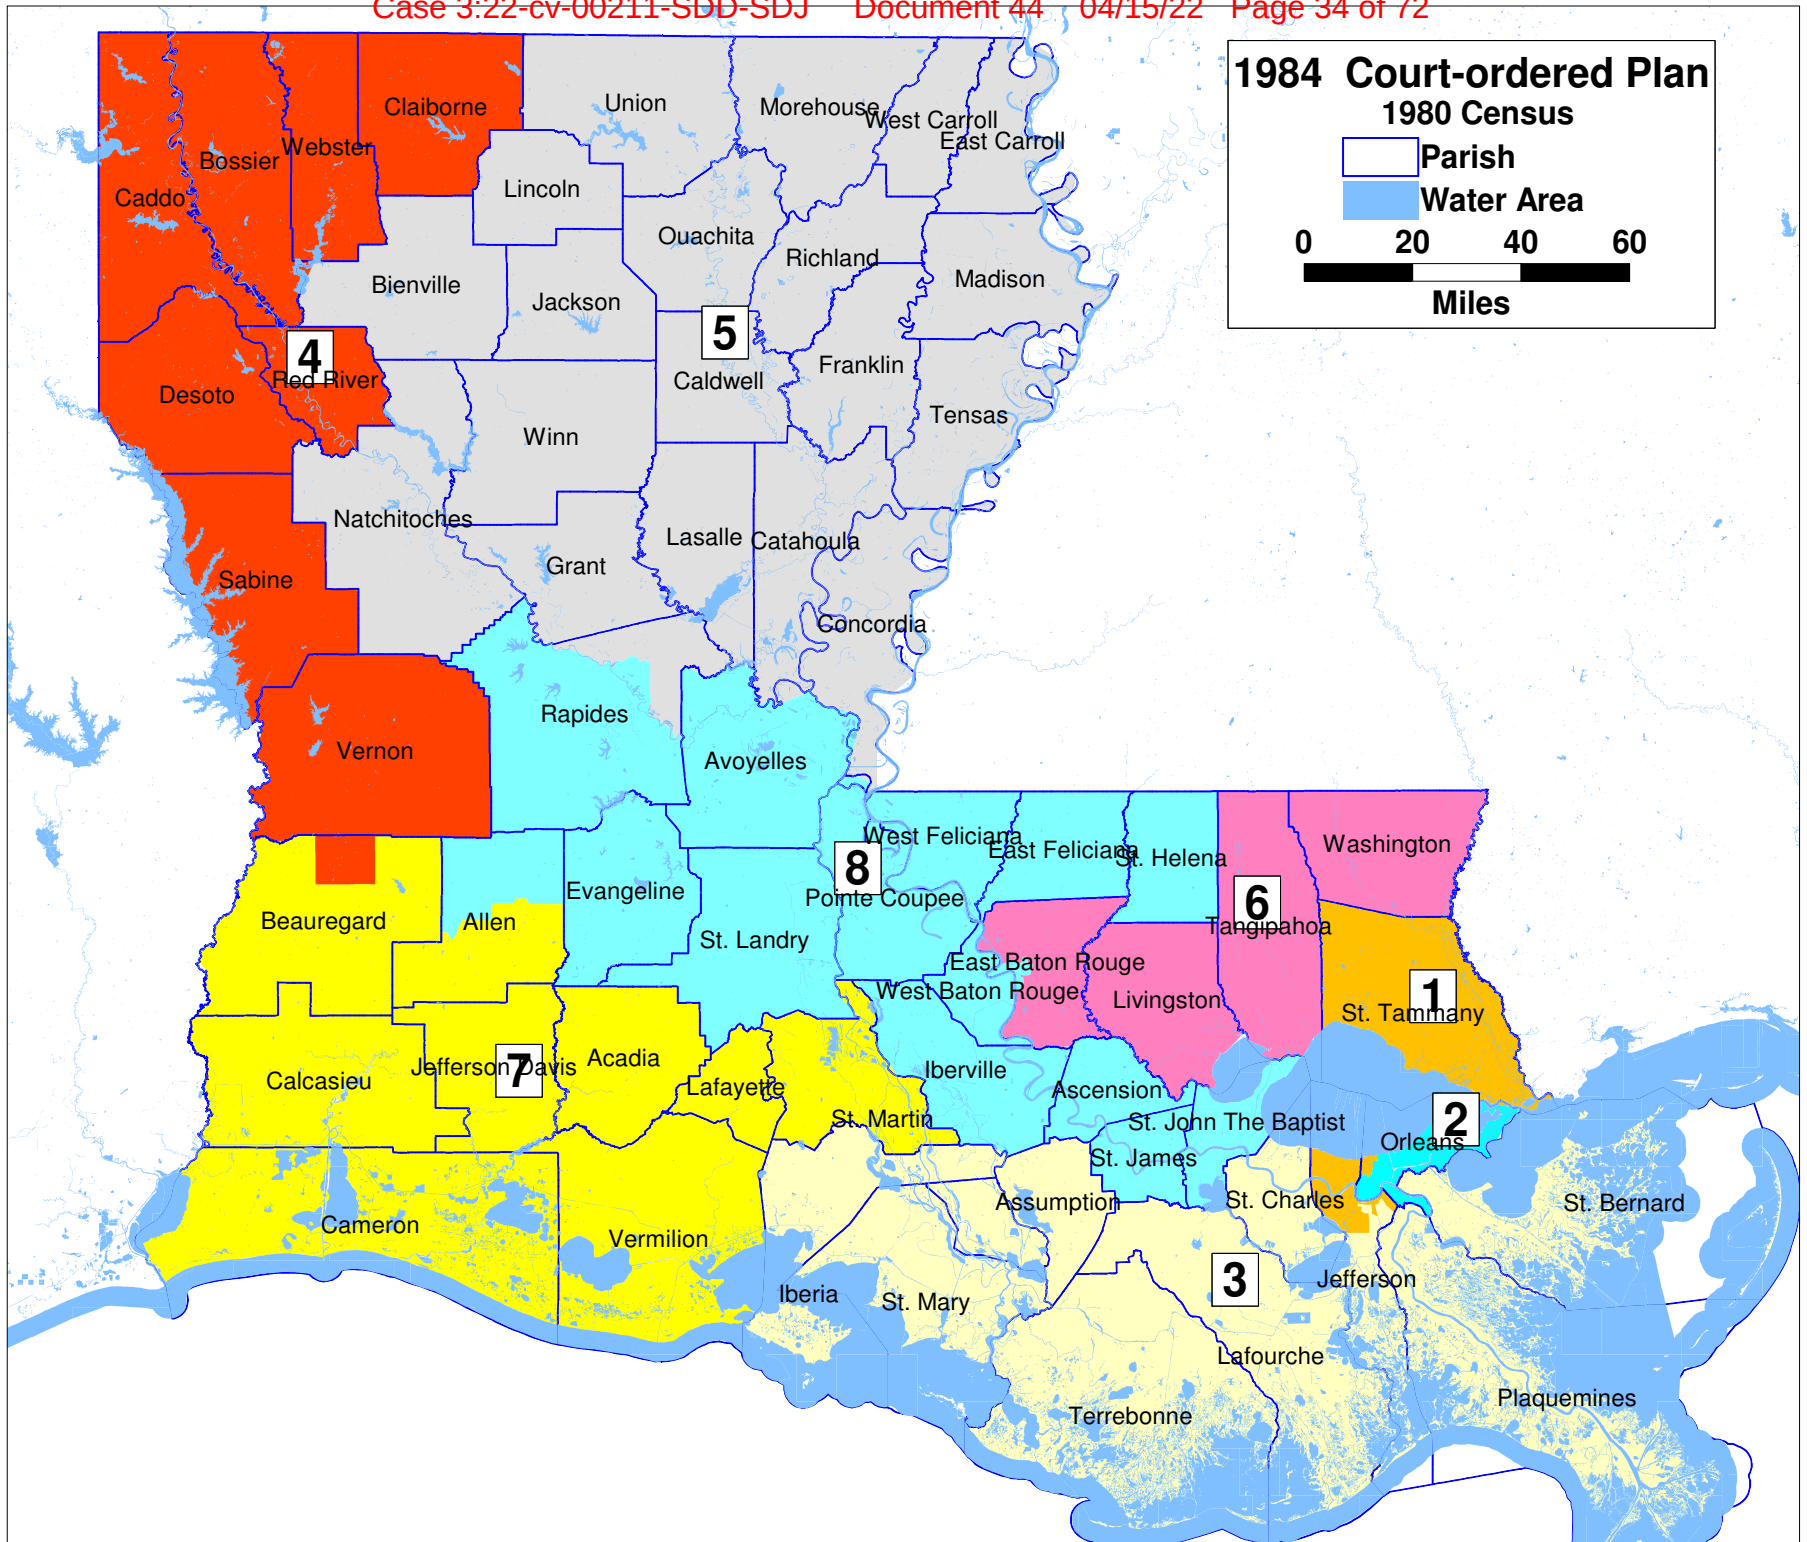 Case 3:22-cv-00211-SDD-SDJ Document 44 04/15/22 Page 34 of 72
1984 Court-ordered Plan
1980 Census
Parish
Water Area
0 20 40 60
Miles
Claiborne
Union
Morehouse
West Carroll
East Carroll
Webster
Bossier
Caddo
Lincoln
Ouachita
Richland
Madison
Bienville
Jackson
5
4
Red River
Desoto
Caldwell
Franklin
Tensas
Winn
Natchitoches
Lasalle
Catahoula
Grant
Sabine
Concordia
Rapides
Vernon
Avoyelles
West Feliciana
East Feliciana
St. Helena
Washington
8
Evangeline
Pointe Coupee
6
Tangipahoa
Beauregard
Allen
St. Landry
East Baton Rouge
West Baton Rouge
Livingston
1
St. Tammany
Calcasieu
Jefferson Davis
7
Acadia
Lafayette
Iberville
Ascension
St. Martin
St. John The Baptist
2
Orleans
St. James
Assumption
St. Charles
St. Bernard
Cameron
Vermilion
3
Jefferson
Iberia
St. Mary
Lafourche
Terrebonne
Plaquemines